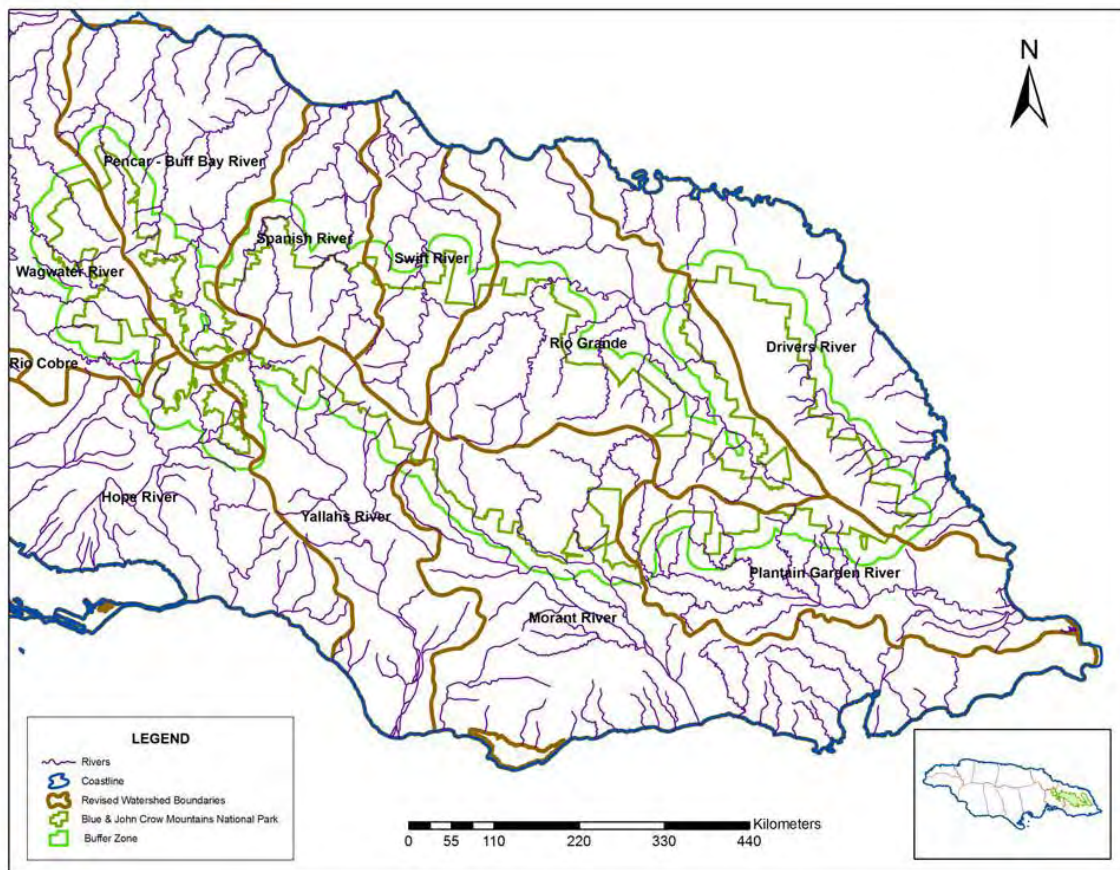 N
Pencar - Buff Bay River
Spanish River
Swift River
Wagwater River
Rio Grande
Drivers River
Rio Cobre
Hope River
Yallahs River
Plantain Garden River
Morant River
LEGEND
Rivers
Coastline
Revised Watershed Boundaries
Blue & John Crow Mountains National Park
Buffer Zone
Kilometers
0 55 110 220 330 440